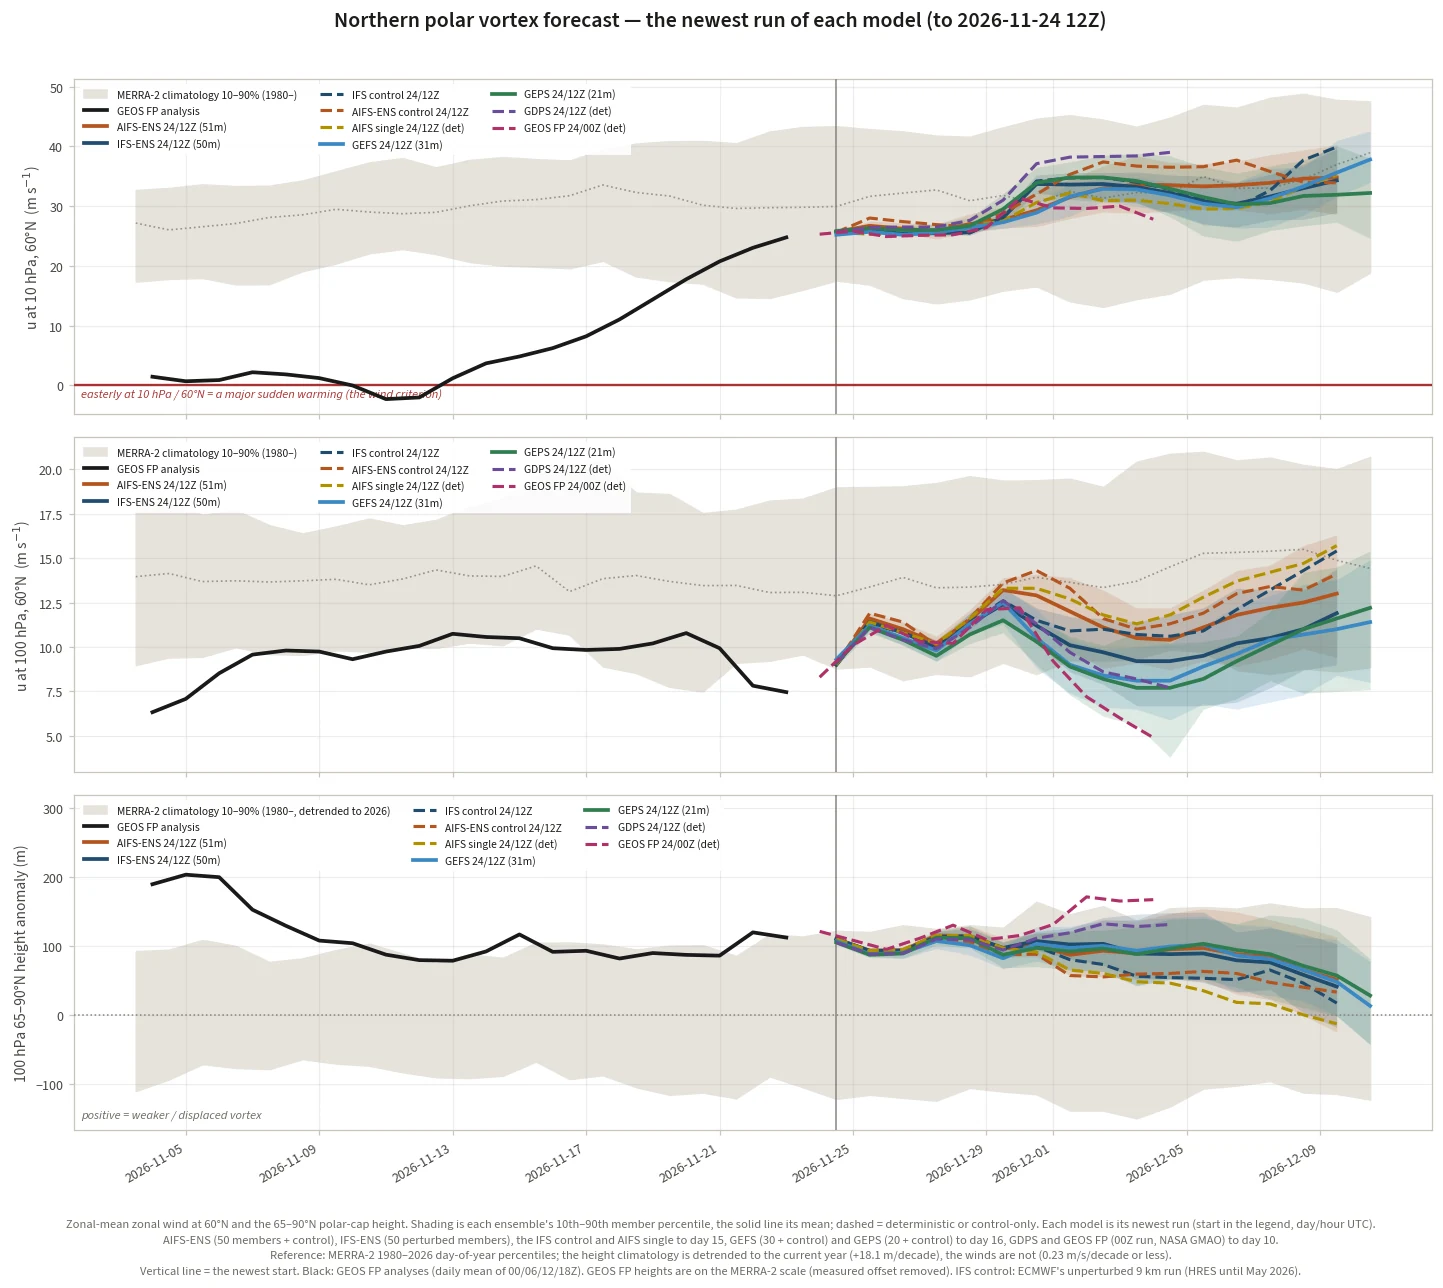 Northern polar vortex forecast — the newest run of each model (to 2026-11-24 12Z)
u at 10 hPa, 60°N (m s⁻¹)
50
40
30
20
10
0
MERRA-2 climatology 10–90% (1980–)
GEOS FP analysis
AIFS-ENS 24/12Z (51m)
IFS-ENS 24/12Z (50m)
IFS control 24/12Z
AIFS-ENS control 24/12Z
AIFS single 24/12Z (det)
GEFS 24/12Z (31m)
GEPS 24/12Z (21m)
GDPS 24/12Z (det)
GEOS FP 24/00Z (det)
easterly at 10 hPa / 60°N = a major sudden warming (the wind criterion)
u at 100 hPa, 60°N (m s⁻¹)
20.0
17.5
15.0
12.5
10.0
7.5
5.0
MERRA-2 climatology 10–90% (1980–)
GEOS FP analysis
AIFS-ENS 24/12Z (51m)
IFS-ENS 24/12Z (50m)
IFS control 24/12Z
AIFS-ENS control 24/12Z
AIFS single 24/12Z (det)
GEFS 24/12Z (31m)
GEPS 24/12Z (21m)
GDPS 24/12Z (det)
GEOS FP 24/00Z (det)
100 hPa 65–90°N height anomaly (m)
300
200
100
0
−100
MERRA-2 climatology 10–90% (1980–, detrended to 2026)
GEOS FP analysis
AIFS-ENS 24/12Z (51m)
IFS-ENS 24/12Z (50m)
IFS control 24/12Z
AIFS-ENS control 24/12Z
AIFS single 24/12Z (det)
GEFS 24/12Z (31m)
GEPS 24/12Z (21m)
GDPS 24/12Z (det)
GEOS FP 24/00Z (det)
positive = weaker / displaced vortex
2026-11-05
2026-11-09
2026-11-13
2026-11-17
2026-11-21
2026-11-25
2026-11-29
2026-12-01
2026-12-05
2026-12-09
Zonal-mean zonal wind at 60°N and the 65–90°N polar-cap height. Shading is each ensemble's 10th–90th member percentile, the solid line its mean; dashed = deterministic or control-only. Each model is its newest run (start in the legend, day/hour UTC).
AIFS-ENS (50 members + control), IFS-ENS (50 perturbed members), the IFS control and AIFS single to day 15, GEFS (30 + control) and GEPS (20 + control) to day 16, GDPS and GEOS FP (00Z run, NASA GMAO) to day 10.
Reference: MERRA-2 1980–2026 day-of-year percentiles; the height climatology is detrended to the current year (+18.1 m/decade), the winds are not (0.23 m/s/decade or less).
Vertical line = the newest start. Black: GEOS FP analyses (daily mean of 00/06/12/18Z). GEOS FP heights are on the MERRA-2 scale (measured offset removed). IFS control: ECMWF's unperturbed 9 km run (HRES until May 2026).